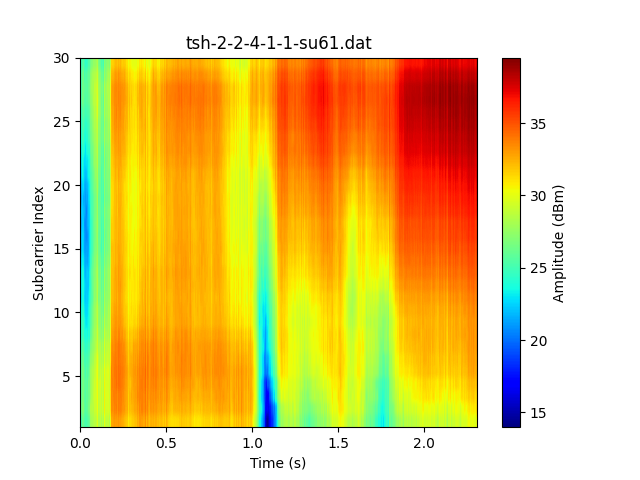 tsh-2-2-4-1-1-su61.dat
30
25
20
15
10
5
Subcarrier Index
0.0 0.5 1.0 1.5 2.0
Time (s)
35
30
25
20
15
Amplitude (dBm)